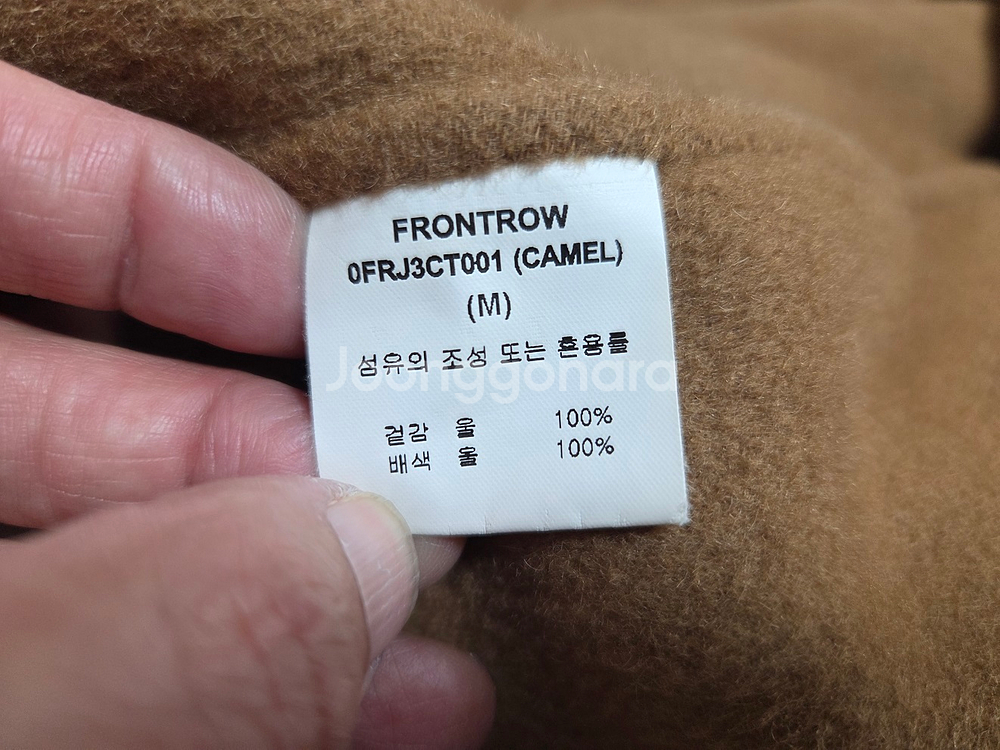 FRONTROW
0FRJ3CT001 (CAMEL)
(M)
섬유의 조성 또는 혼용률
Joonggonara
겉감 울 100%
배색 울 100%